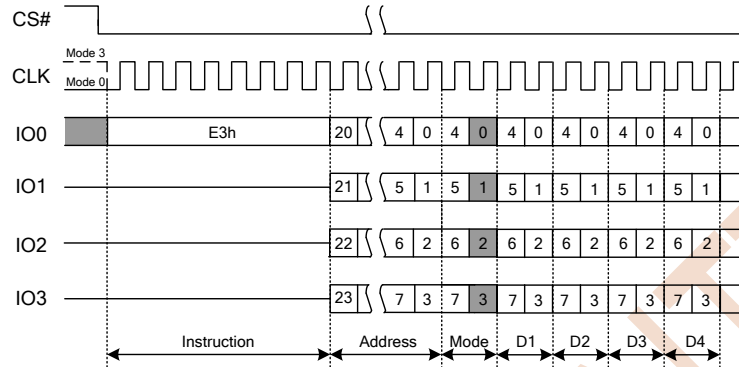 CS#
Mode 3
CLK
Mode 0
IO0 E3h 20 4 0 4 0 4 0 4 0 4 0 4 0
IO1 21 5 1 5 1 5 1 5 1 5 1 5 1
IO2 22 6 2 6 2 6 2 6 2 6 2 6 2
IO3 23 7 3 7 3 7 3 7 3 7 3 7 3
Instruction Address Mode D1 D2 D3 D4